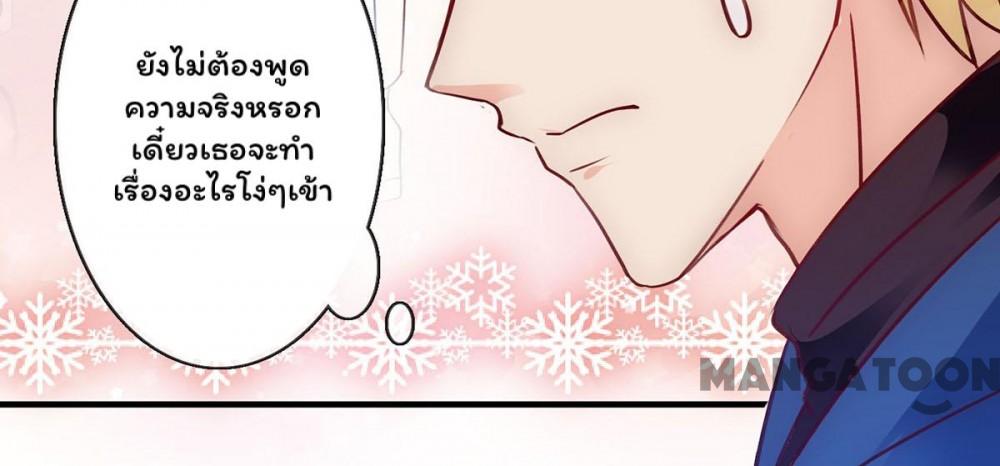 ยังไม่ต้องพูด
ความจริงหรอก
เดี๋ยวเธอจะทำ
เรื่องอะไรโง่ๆเข้า
MANGATOON